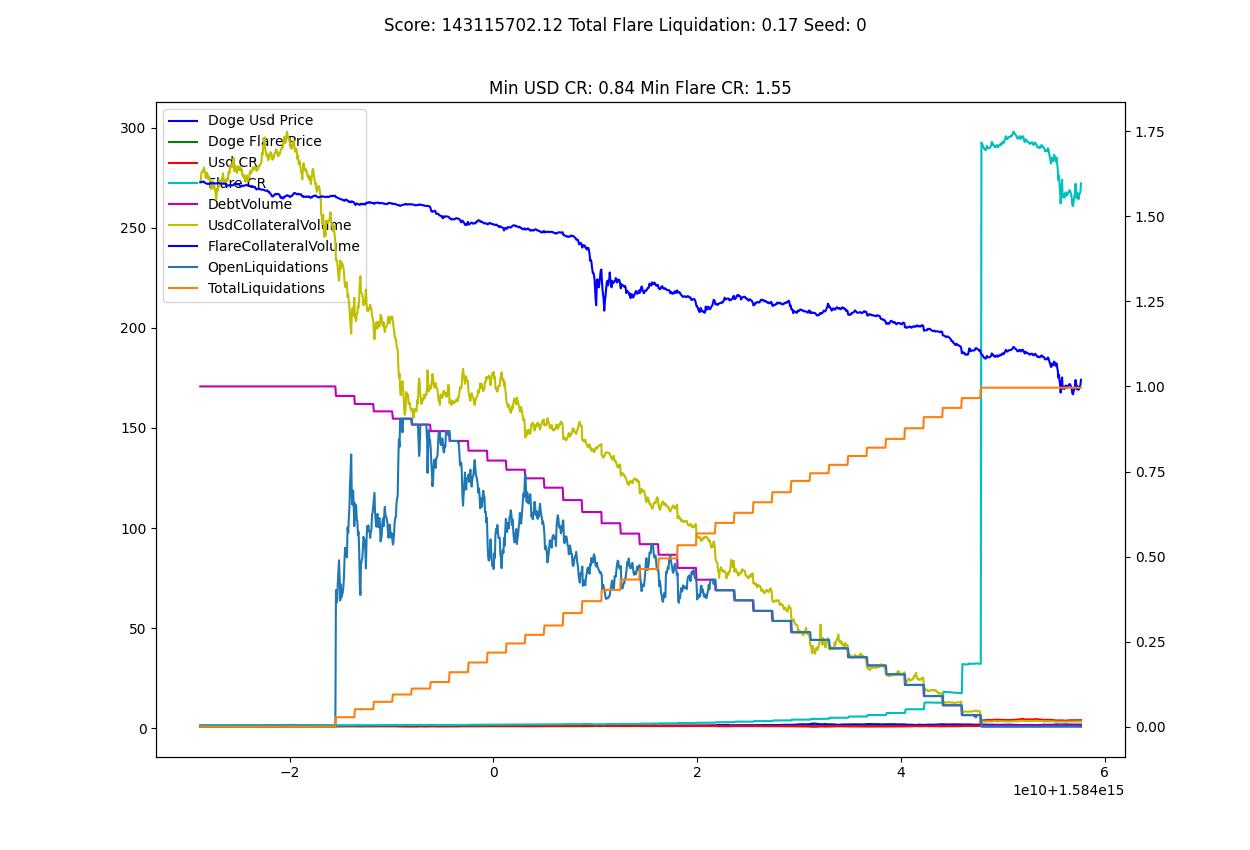 Score: 143115702.12 Total Flare Liquidation: 0.17 Seed: 0
Min USD CR: 0.84 Min Flare CR: 1.55
Doge Usd Price
Doge Flare Price
Usd CR
Flare CR
DebtVolume
UsdCollateralVolume
FlareCollateralVolume
OpenLiquidations
TotalLiquidations
300
250
200
150
100
50
0
1.75
1.50
1.25
1.00
0.75
0.50
0.25
0.00
−2 0 2 4 6
1e10+1.584e15